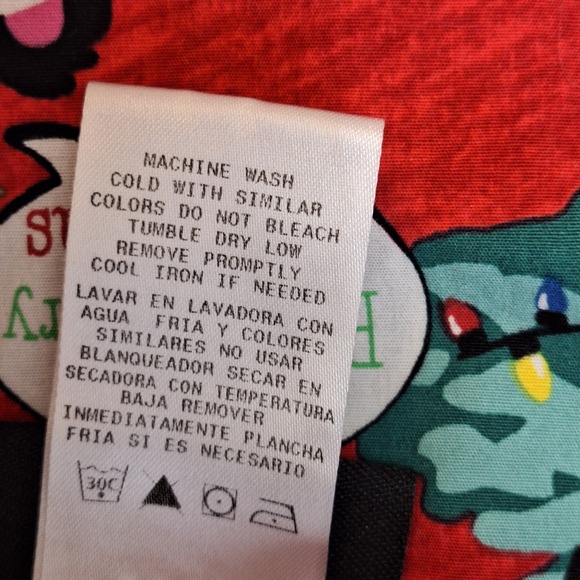 MACHINE WASH
COLD WITH SIMILAR
COLORS DO NOT BLEACH
TUMBLE DRY LOW
REMOVE PROMPTLY
COOL IRON IF NEEDED
LAVAR EN LAVADORA CON
AGUA FRIA Y COLORES
SIMILARES NO USAR
BLANQUEADOR SECAR EN
SECADORA CON TEMPERATURA
BAJA REMOVER
INMEDIATAMENTE PLANCHA
FRIA SI ES NECESARIO
30C